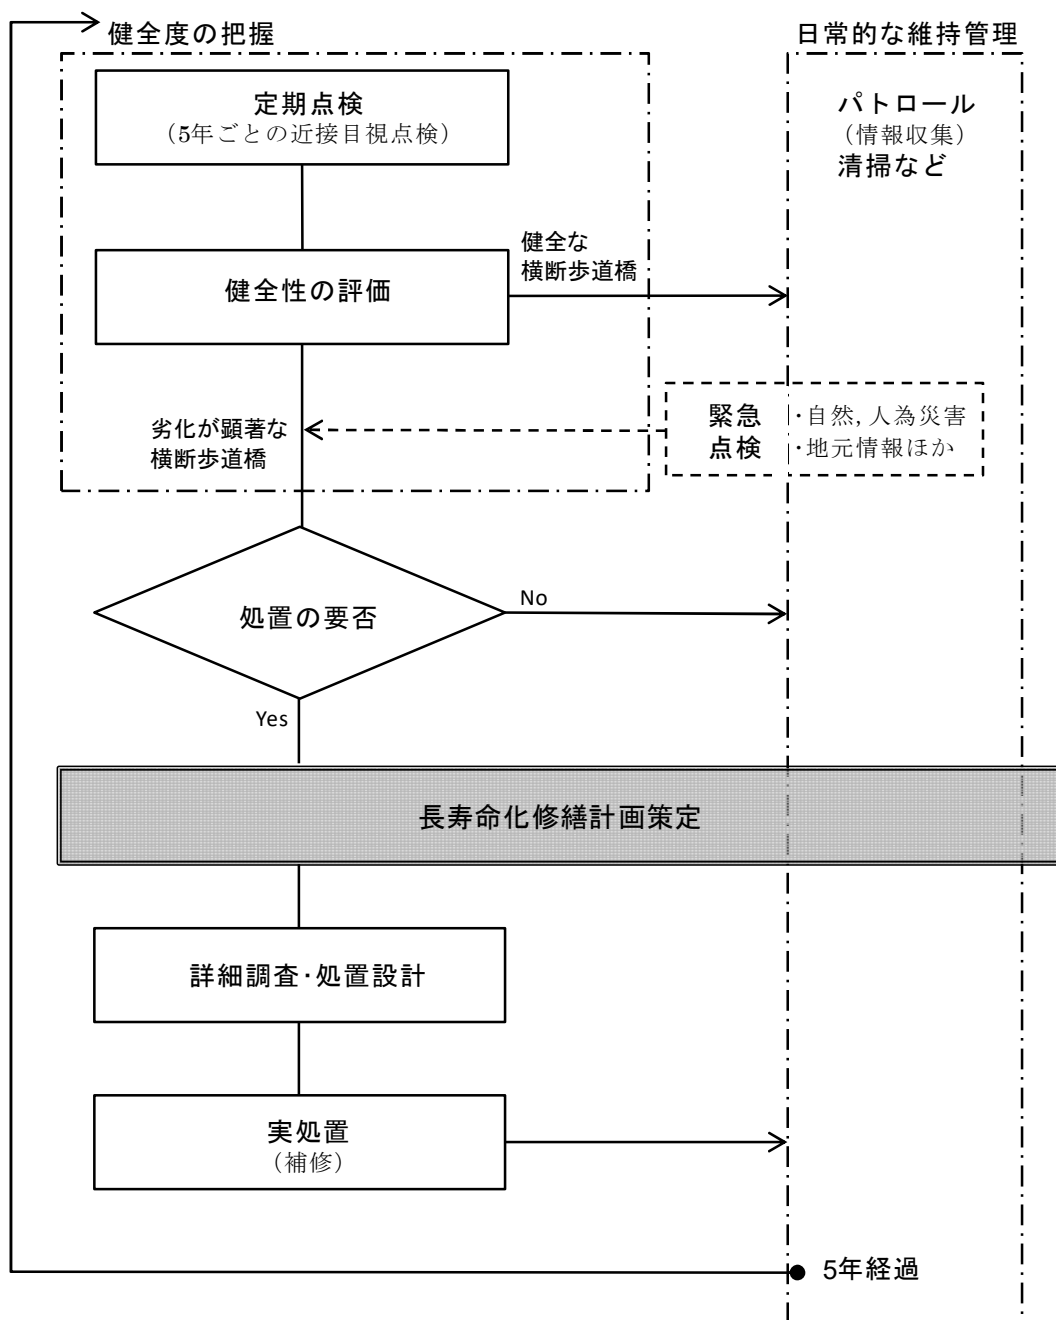 健全度の把握
日常的な維持管理
定期点検
（5年ごとの近接目視点検）
パトロール
（情報収集）
清掃など
健全な
横断歩道橋
健全性の評価
緊急
点検
・自然，人為災害
・地元情報ほか
劣化が顕著な
横断歩道橋
処置の要否
No
Yes
長寿命化修繕計画策定
詳細調査・処置設計
実処置
（補修）
5年経過